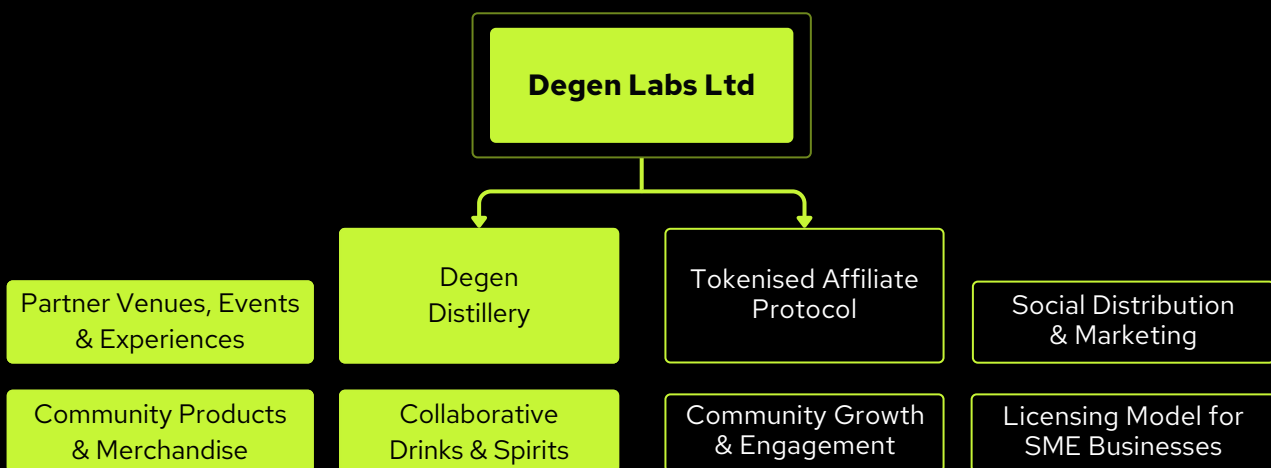 Degen Labs Ltd
Degen
Distillery
Tokenised Affiliate
Protocol
Partner Venues, Events
& Experiences
Social Distribution
& Marketing
Community Products
& Merchandise
Collaborative
Drinks & Spirits
Community Growth
& Engagement
Licensing Model for
SME Businesses